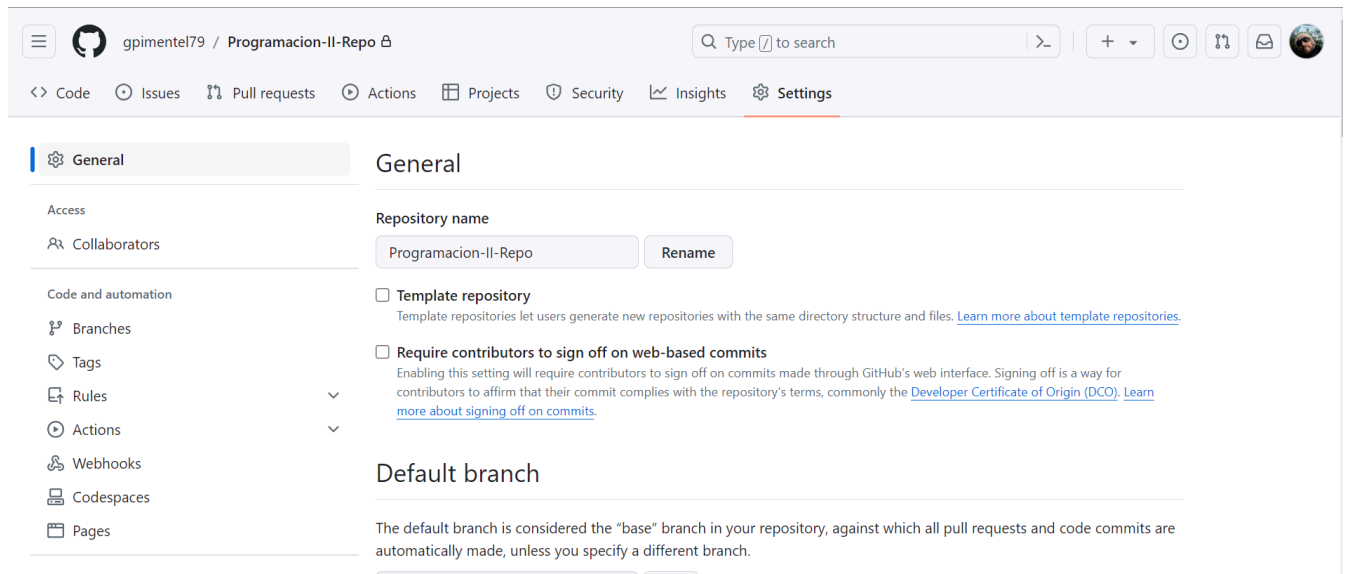 gpimentel79 / Programacion-II-Repo
Type / to search
Code Issues Pull requests Actions Projects Security Insights Settings
General
Access
Collaborators
Code and automation
Branches
Tags
Rules
Actions
Webhooks
Codespaces
Pages
General
Repository name
Programacion-II-Repo Rename
Template repository
Template repositories let users generate new repositories with the same directory structure and files. Learn more about template repositories.
Require contributors to sign off on web-based commits
Enabling this setting will require contributors to sign off on commits made through GitHub's web interface. Signing off is a way for
contributors to affirm that their commit complies with the repository's terms, commonly the Developer Certificate of Origin (DCO). Learn
more about signing off on commits.
Default branch
The default branch is considered the “base” branch in your repository, against which all pull requests and code commits are
automatically made, unless you specify a different branch.